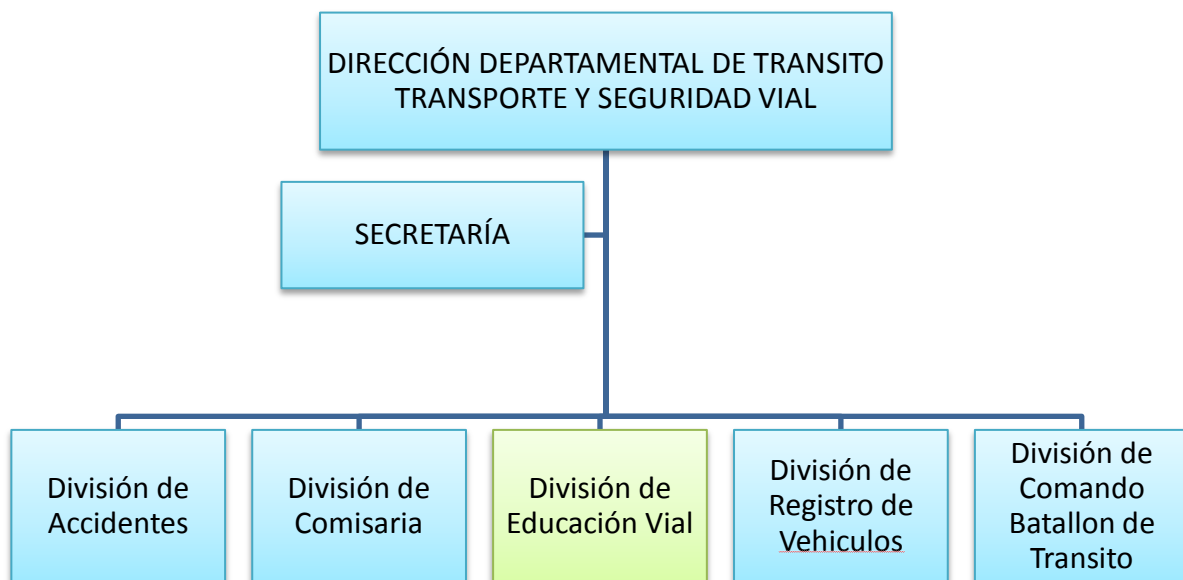 DIRECCIÓN DEPARTAMENTAL DE TRANSITO
TRANSPORTE Y SEGURIDAD VIAL
SECRETARÍA
División de
Accidentes
División de
Comisaria
División de
Educación Vial
División de
Registro de
Vehiculos
División de
Comando
Batallon de
Transito